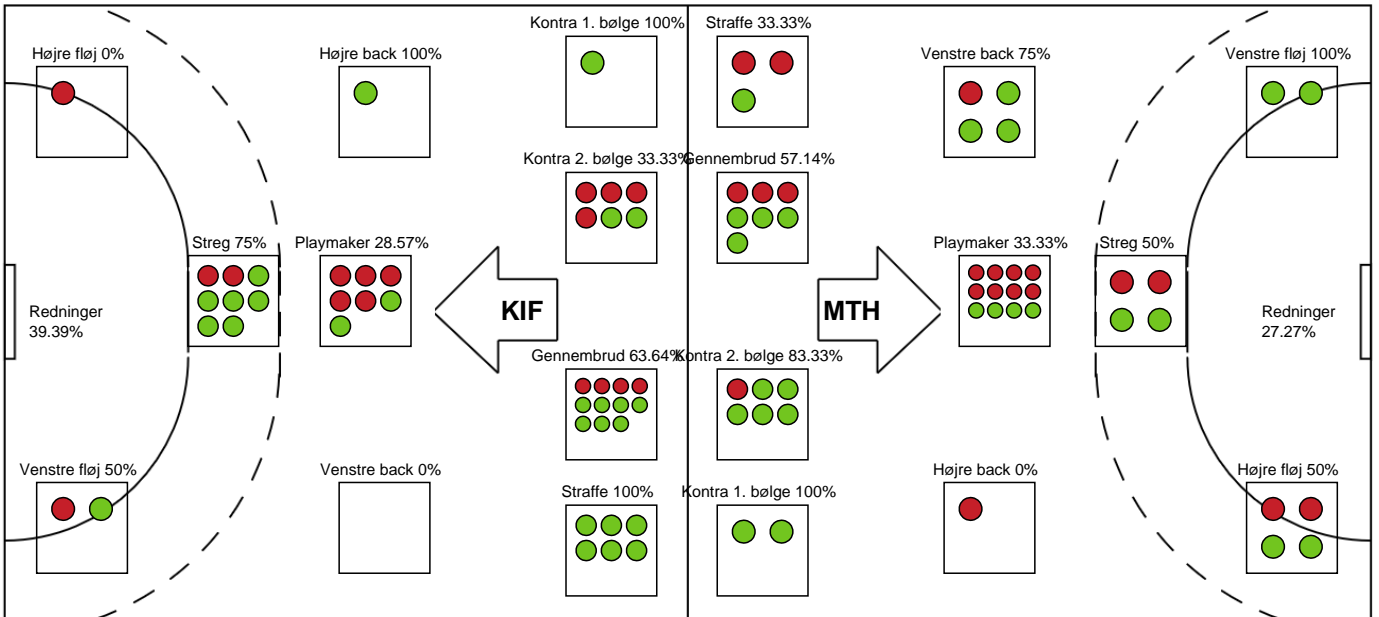 Kontra 1. bølge 100%
Straffe 33.33%
Højre fløj 0%
Højre back 100%
Venstre back 75%
Venstre fløj 100%
Kontra 2. bølge 33.33%
Gennembrud 57.14%
Streg 75%
Playmaker 28.57%
Playmaker 33.33%
Streg 50%
Redninger
39.39%
KIF
MTH
Redninger
27.27%
Gennembrud 63.64%
Kontra 2. bølge 83.33%
Venstre fløj 50%
Venstre back 0%
Højre back 0%
Højre fløj 50%
Straffe 100%
Kontra 1. bølge 100%